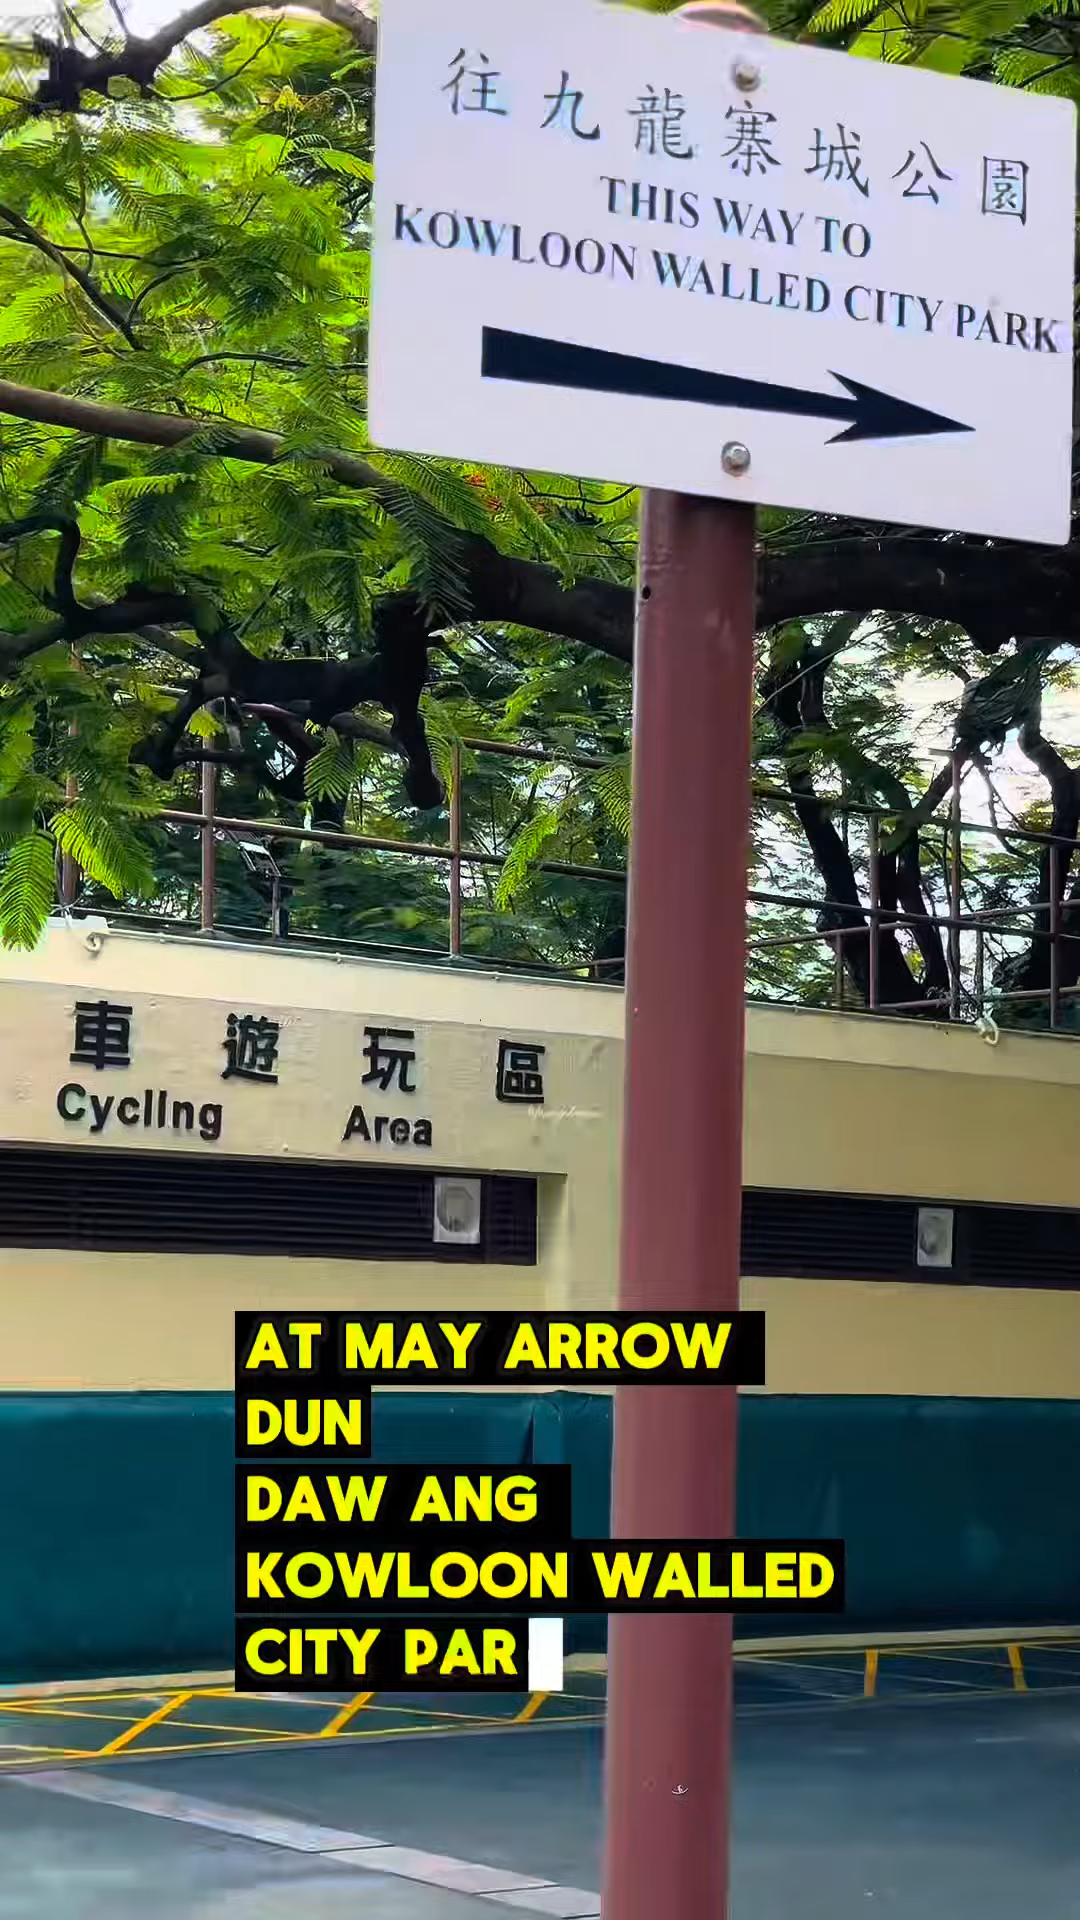 往九龍寨城公園
THIS WAY TO
KOWLOON WALLED CITY PARK
車遊玩區
Cycling Area
AT MAY ARROW
DUN
DAW ANG
KOWLOON WALLED
CITY PAR